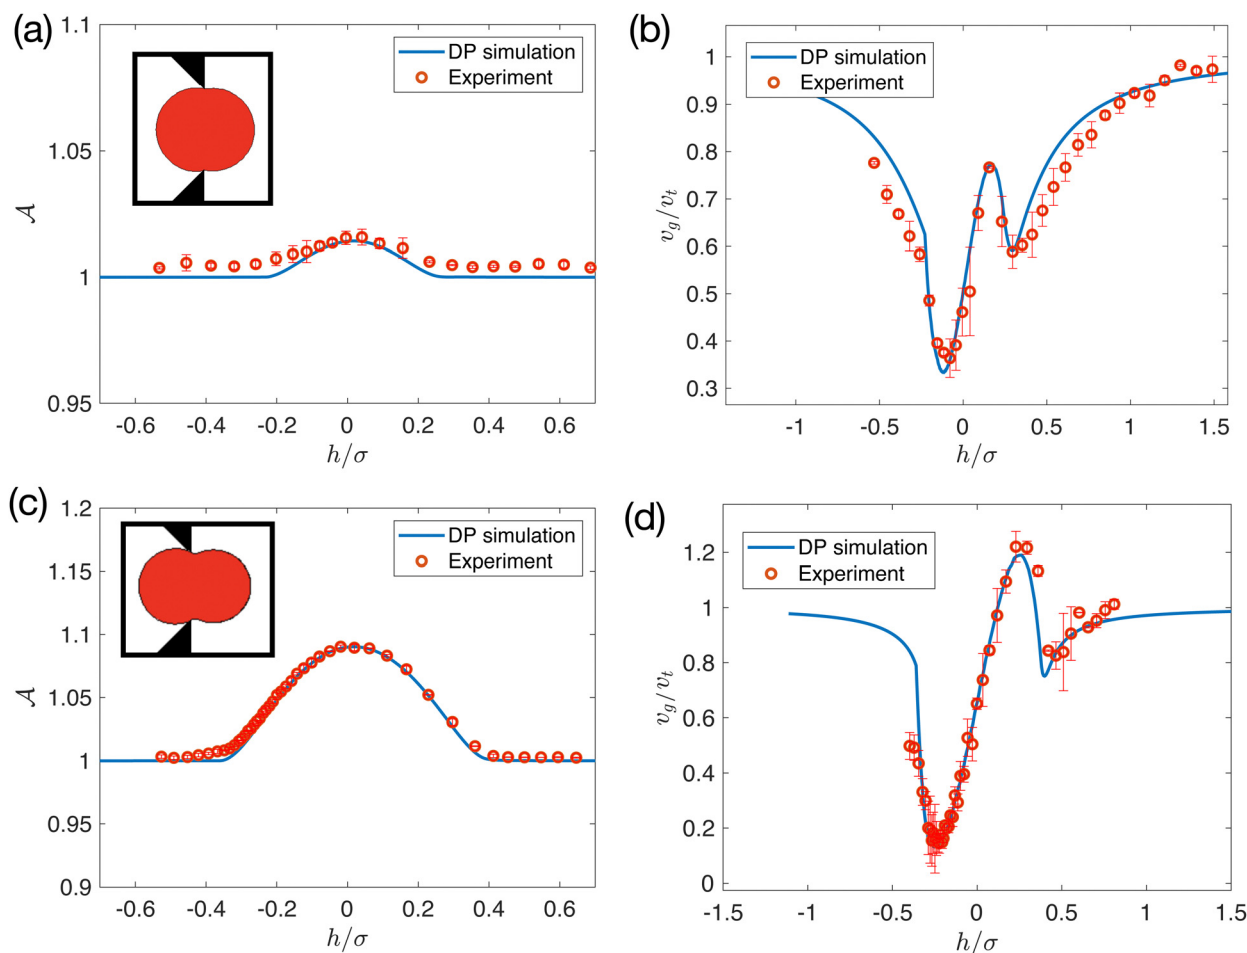 (a)
1.1
1.05
1
0.95
𝒜
DP simulation
Experiment
-0.6 -0.4 -0.2 0 0.2 0.4 0.6
h/σ
(b)
1
0.9
0.8
0.7
0.6
0.5
0.4
0.3
v_g/v_t
DP simulation
Experiment
-1 -0.5 0 0.5 1 1.5
h/σ
(c)
1.2
1.15
1.10
1.05
1
0.95
0.9
𝒜
DP simulation
Experiment
-0.6 -0.4 -0.2 0 0.2 0.4 0.6
h/σ
(d)
1.2
1
0.8
0.6
0.4
0.2
0
v_g/v_t
DP simulation
Experiment
-1.5 -1 -0.5 0 0.5 1 1.5
h/σ